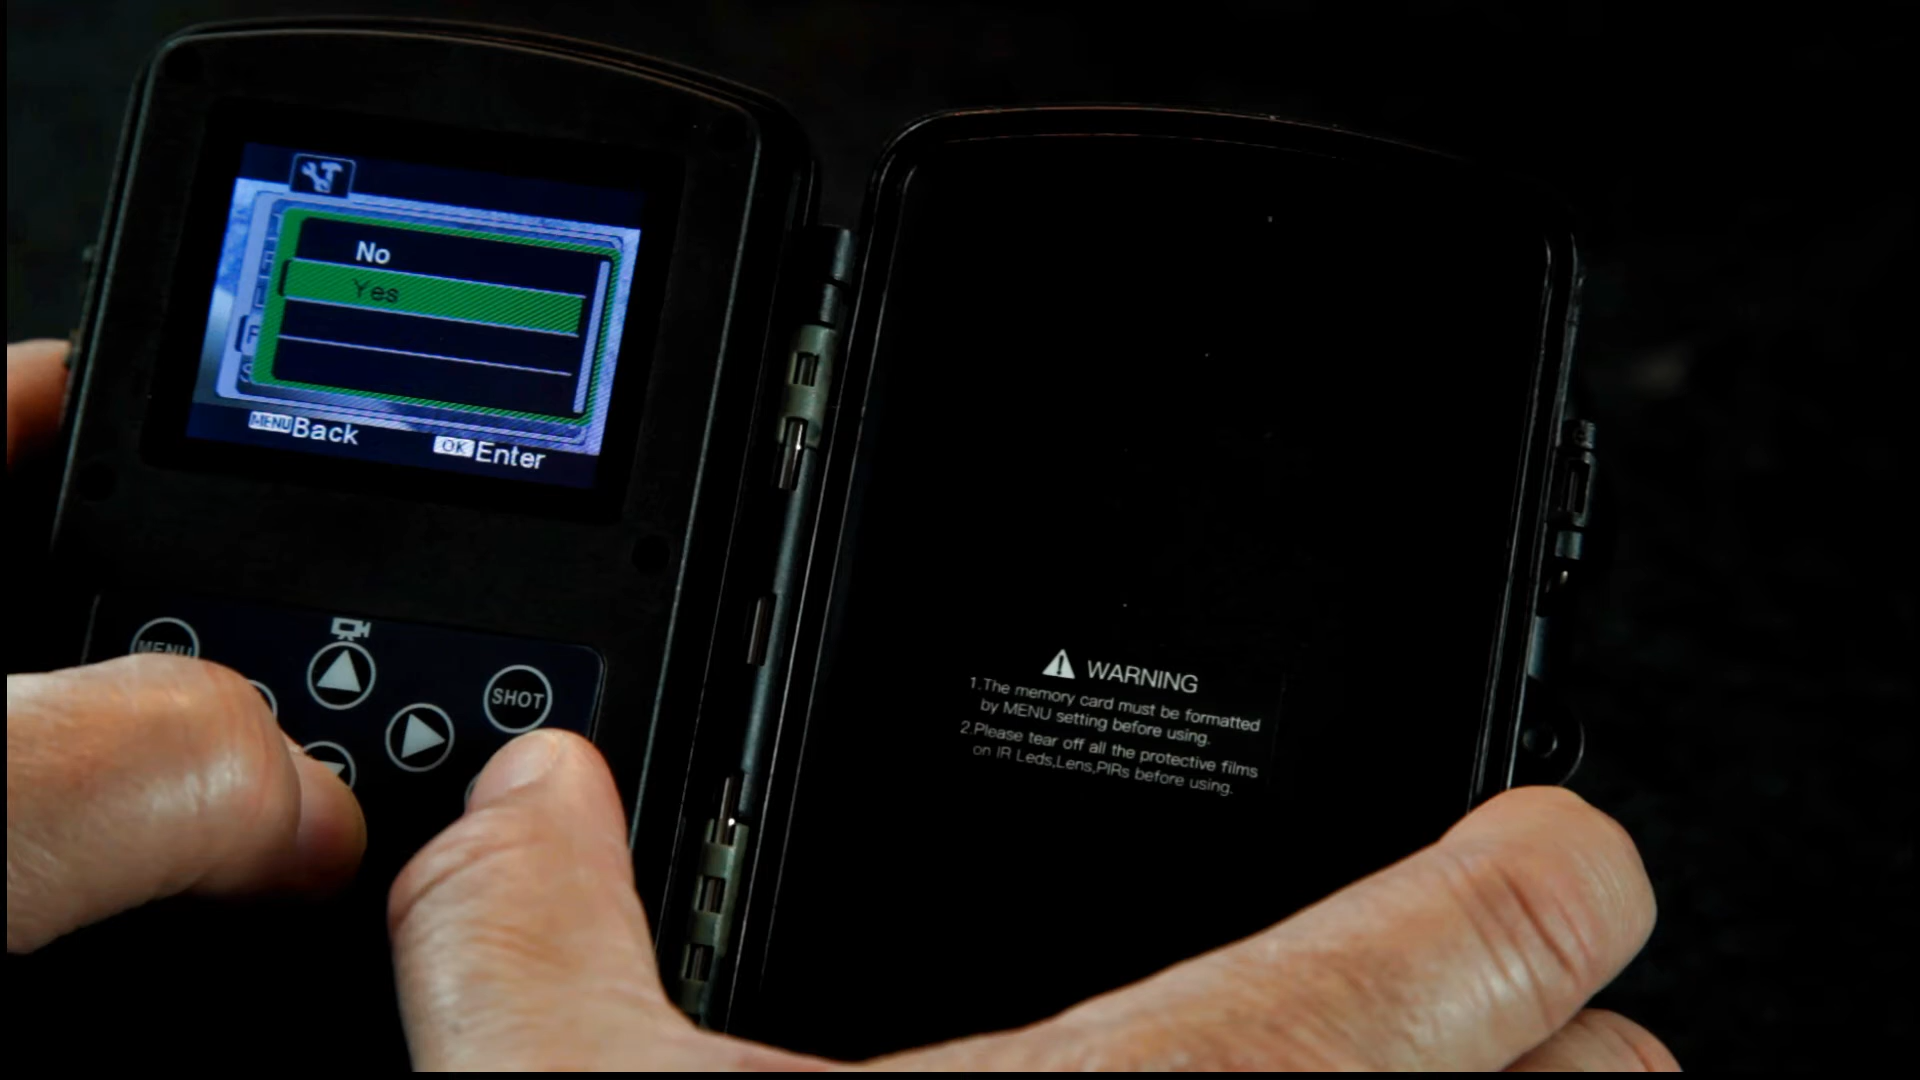 No
Yes
MENU Back
OK Enter
MENU
SHOT
WARNING
1.The memory card must be formatted
by MENU setting before using.
2.Please tear off all the protective films
on IR Leds,Lens,PIRs before using.